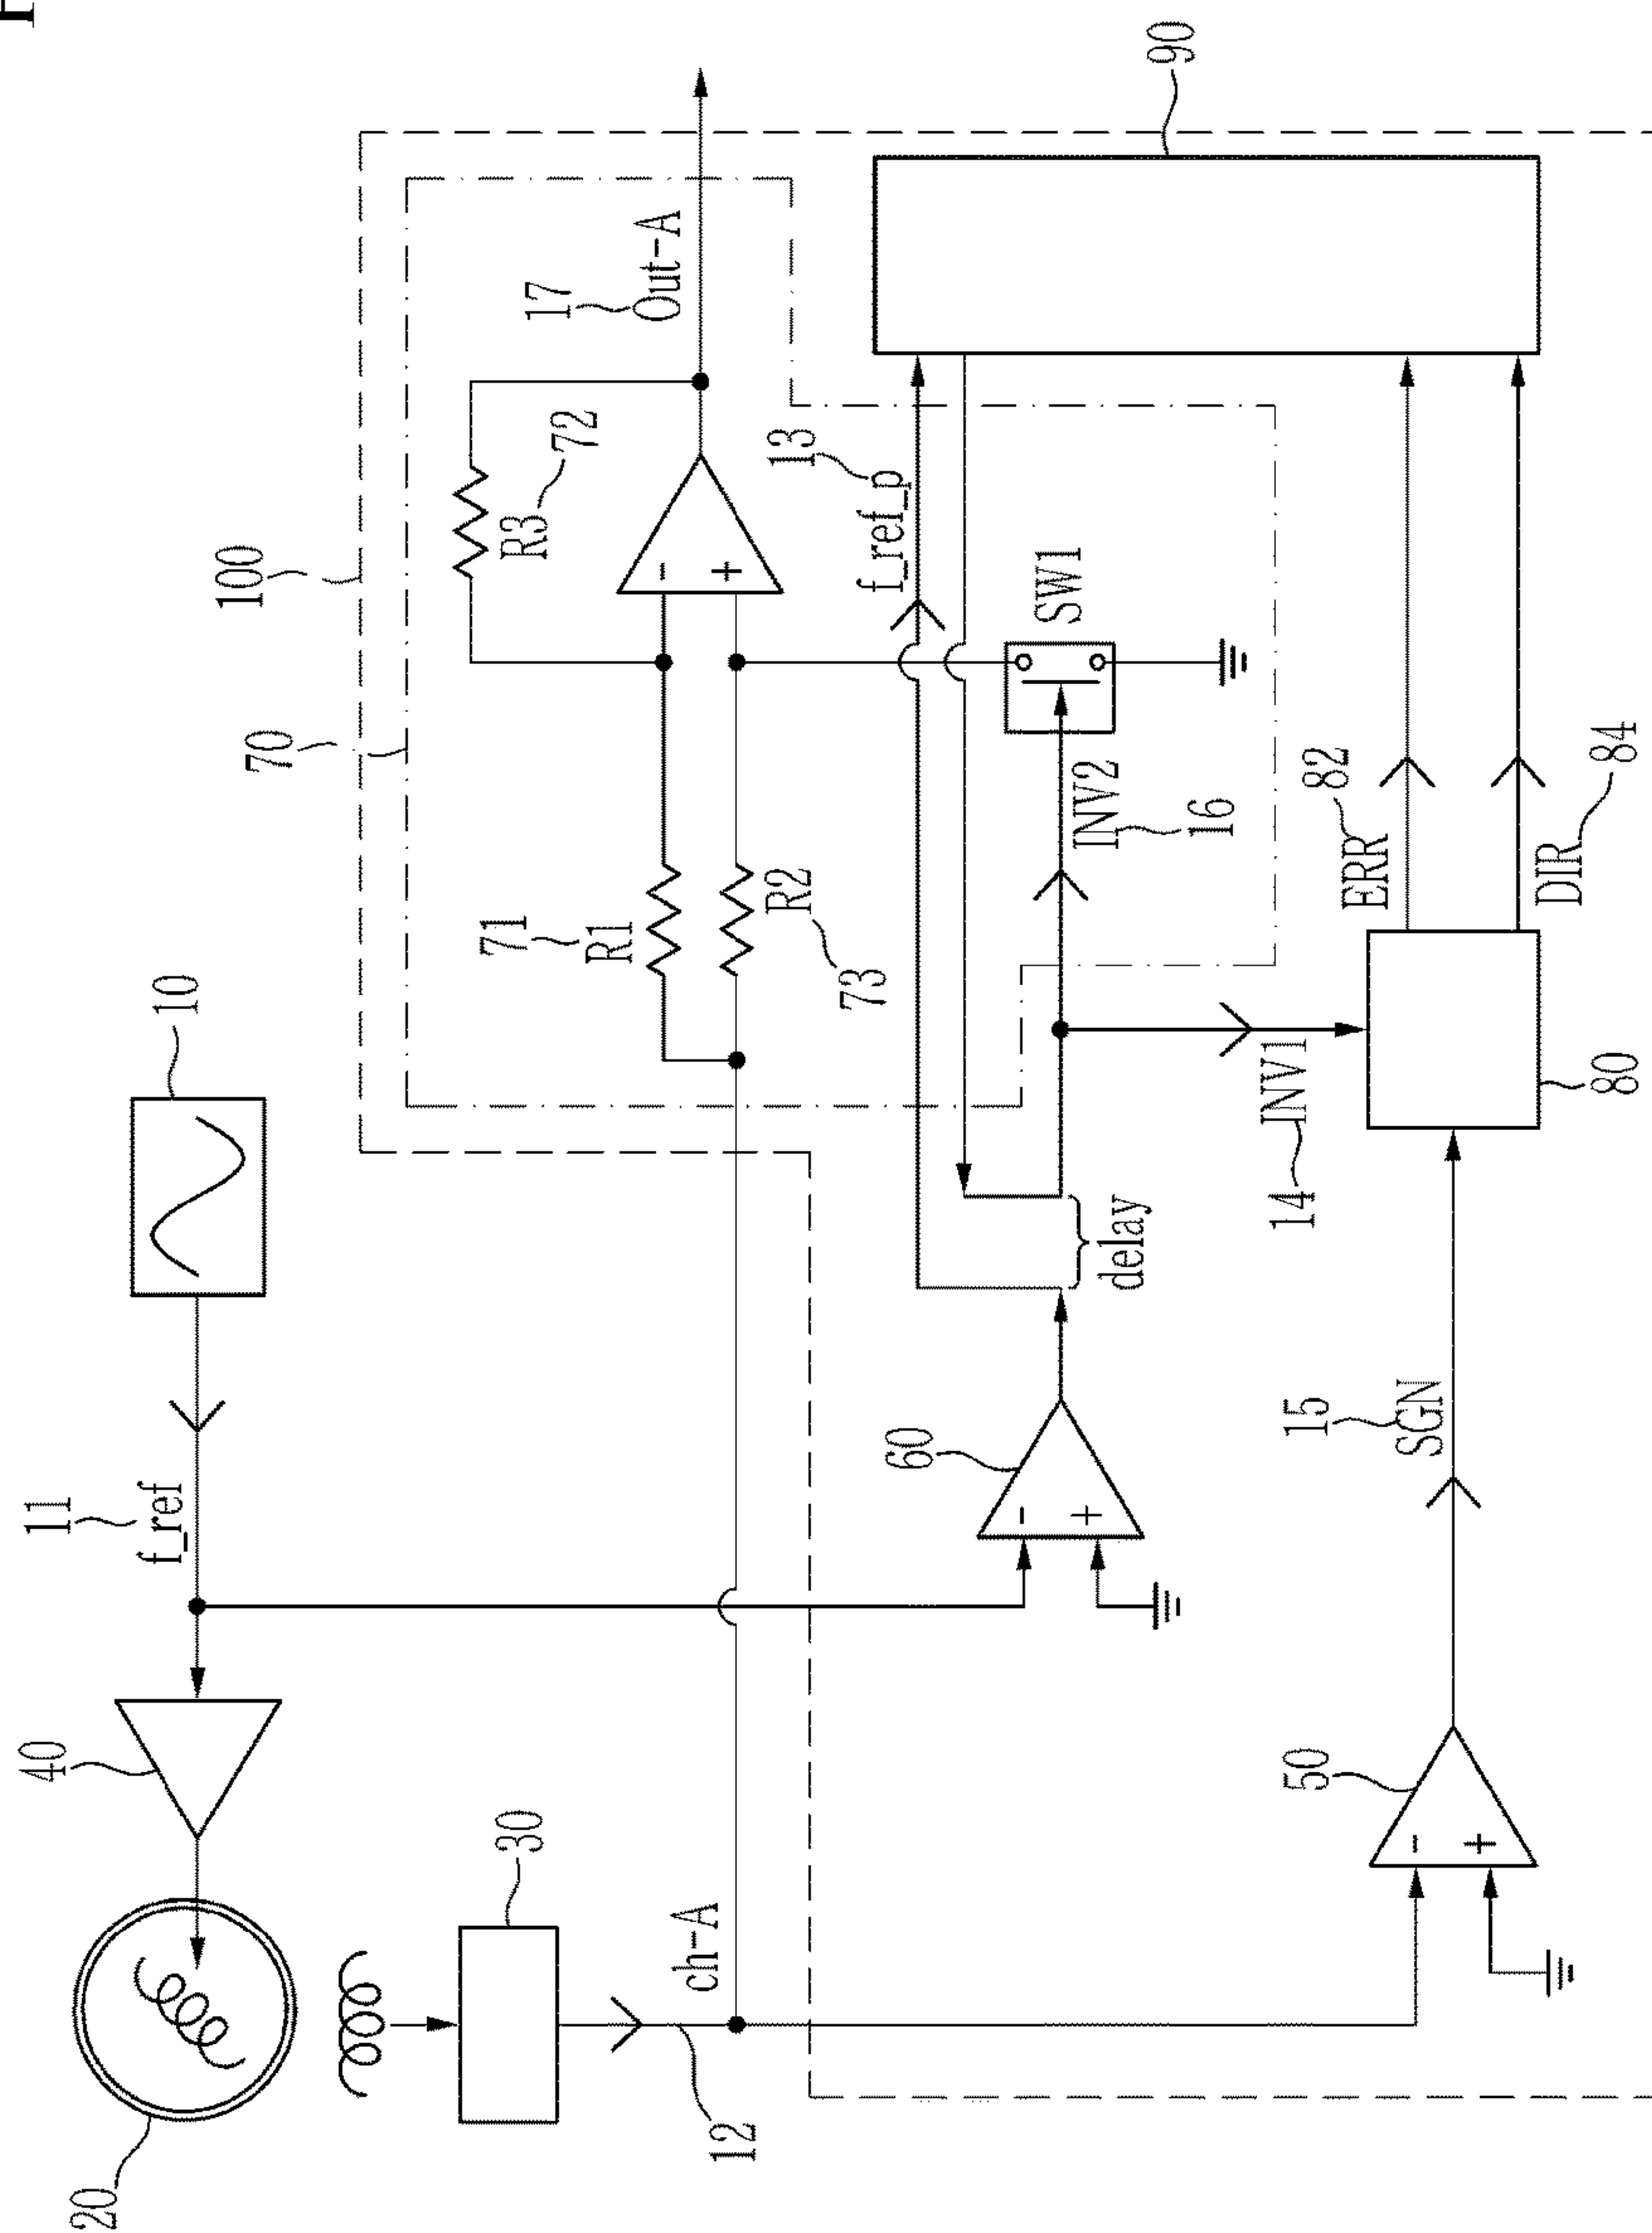 11
f_ref
10
40
20
30
12
ch-A
100
70
71
R1
R2
73
R3
72
17
Out-A
13
f_ref_p
90
SW1
INV2
16
60
delay
INV1
14
80
ERR
82
DIR
84
15
SGN
50
-
+
-
+
-
+